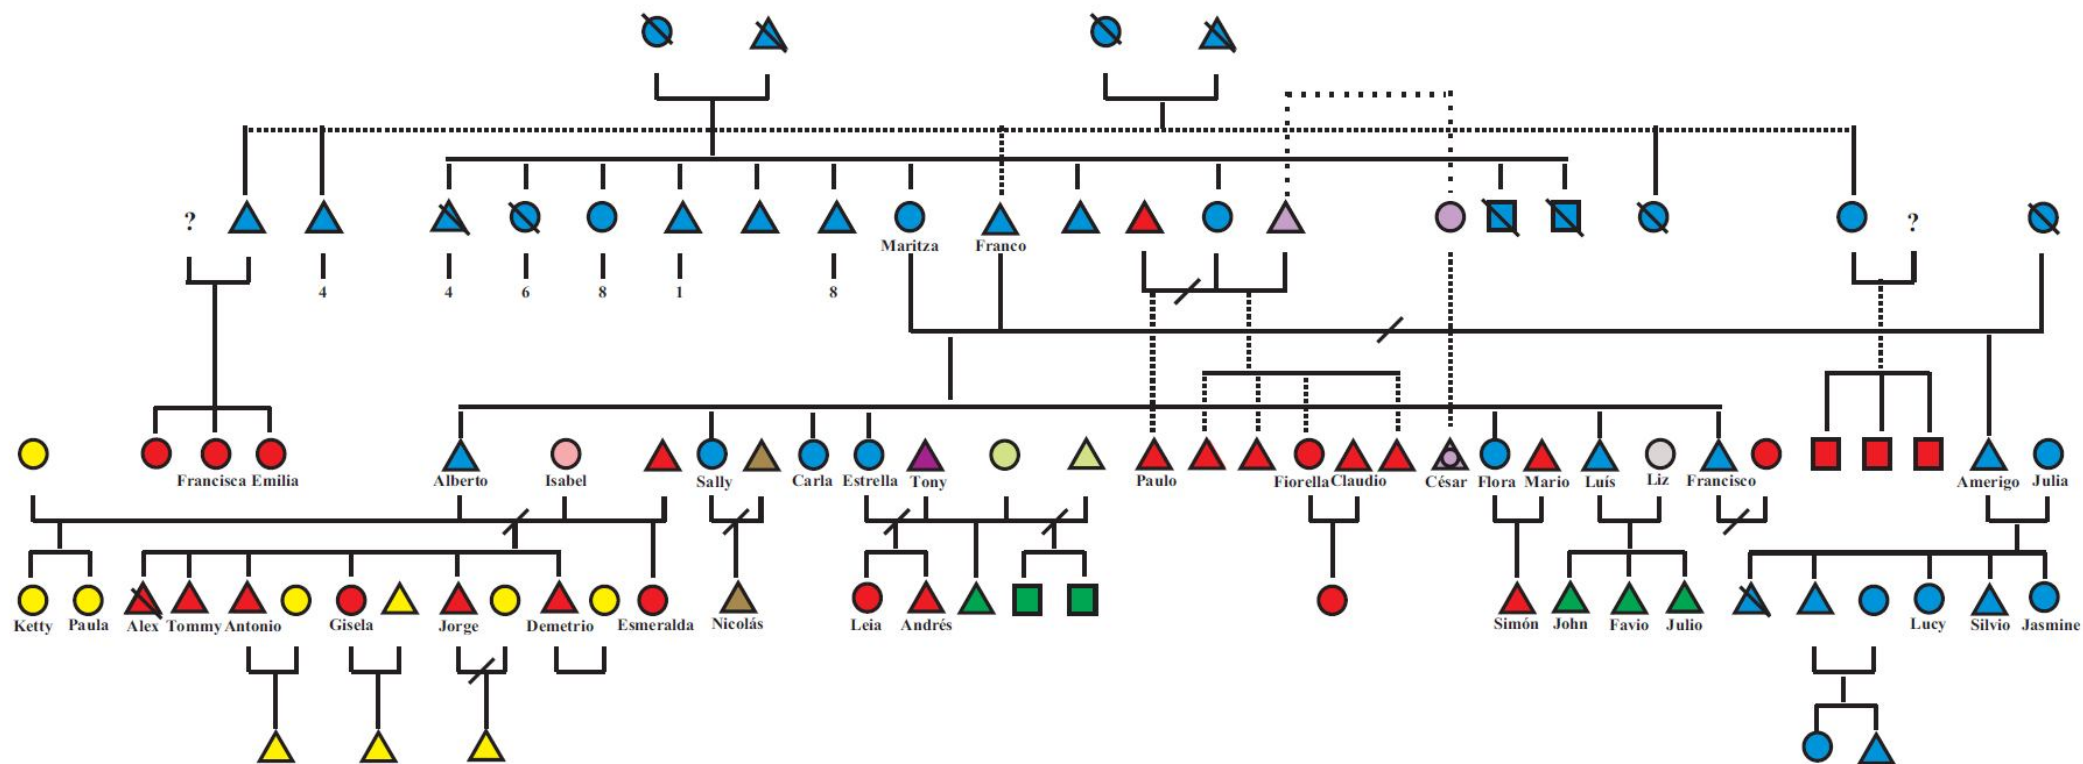 ? ?
Maritza Franco
4 4 6 8 1 8
Francisca Emilia Alberto Isabel Sally Carla Estrella Tony Paulo Fiorella Claudio César Flora Mario Luís Liz Francisco Amerigo Julia
Ketty Paula Alex Tommy Antonio Gisela Jorge Demetrio Esmeralda Nicolás Leia Andrés Simón John Favio Julio Lucy Silvio Jasmine